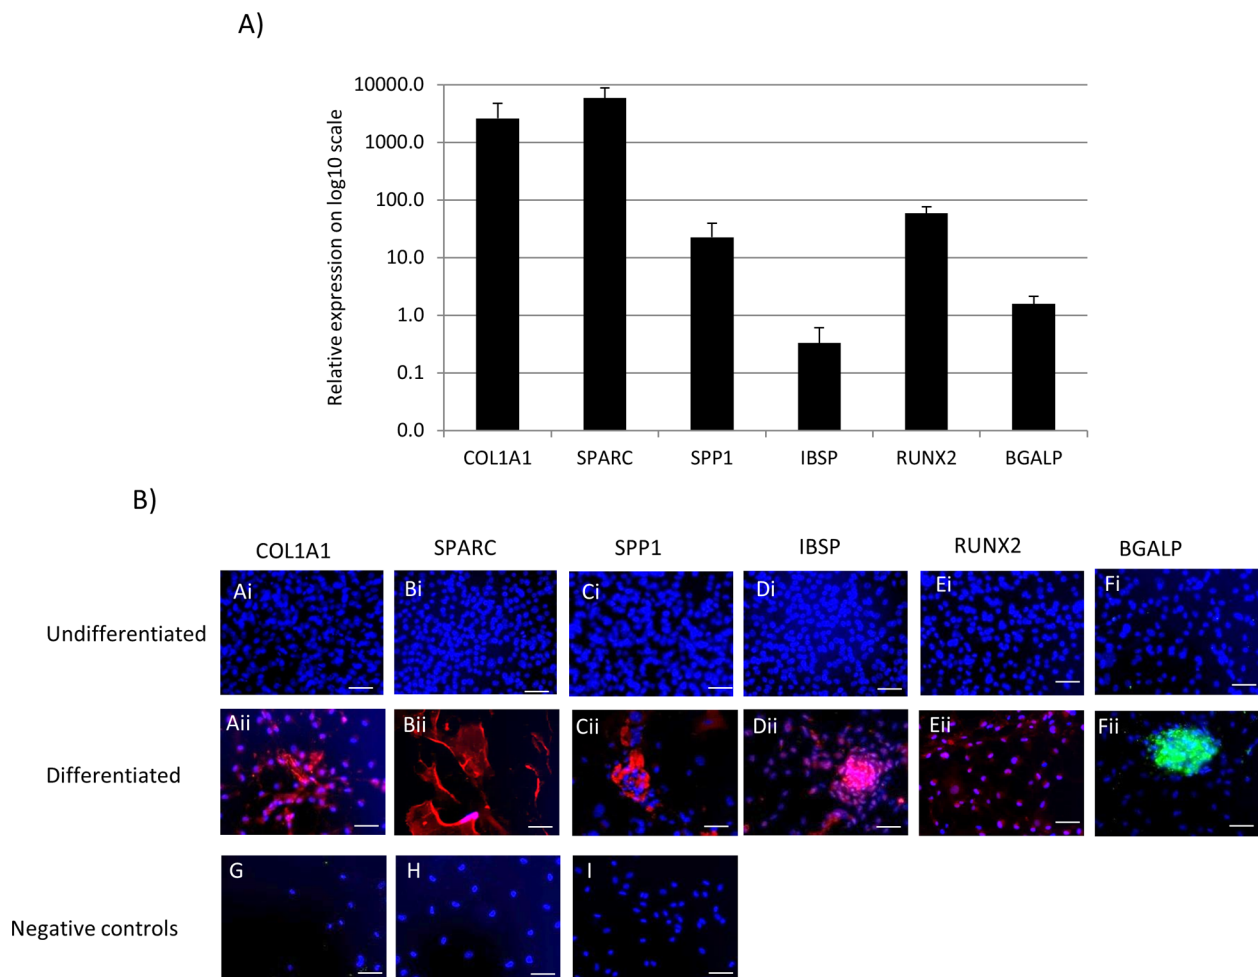 A)
Relative expression on log10 scale
10000.0
1000.0
100.0
10.0
1.0
0.1
0.0
COL1A1 SPARC SPP1 IBSP RUNX2 BGALP
B)
COL1A1 SPARC SPP1 IBSP RUNX2 BGALP
Ai Bi Ci Di Ei Fi
Undifferentiated
Aii Bii Cii Dii Eii Fii
Differentiated
G H I
Negative controls